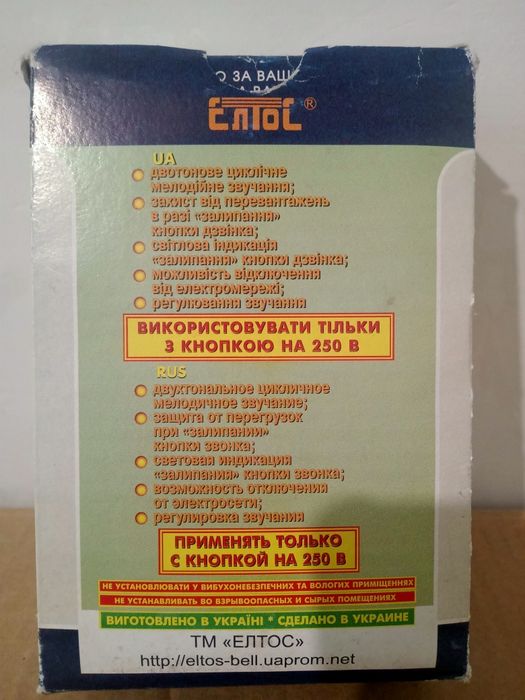 О ЗА ВАШ
ЕЛТОС®
UA
двотонове циклічне
мелодійне звучання;
захист від перевантажень
в разі «залипання»
кнопки дзвінка;
світлова індикація
«залипання» кнопки дзвінка;
можливість відключення
від електромережі;
регулювання звучання
ВИКОРИСТОВУВАТИ ТІЛЬКИ
З КНОПКОЮ НА 250 В
RUS
двухтональное цикличное
мелодичное звучание;
защита от перегрузок
при «залипании»
кнопки звонка;
световая индикация
«залипания» кнопки звонка;
возможность отключения
от электросети;
регулировка звучания
ПРИМЕНЯТЬ ТОЛЬКО
С КНОПКОЙ НА 250 В
НЕ УСТАНОВЛЮВАТИ У ВИБУХОНЕБЕЗПЕЧНИХ ТА ВОЛОГИХ ПРИМІЩЕННЯХ
НЕ УСТАНАВЛИВАТЬ ВО ВЗРЫВООПАСНЫХ И СЫРЫХ ПОМЕЩЕНИЯХ
ВИГОТОВЛЕНО В УКРАЇНІ * СДЕЛАНО В УКРАИНЕ
ТМ «ЕЛТОС»
http://eltos-bell.uaprom.net